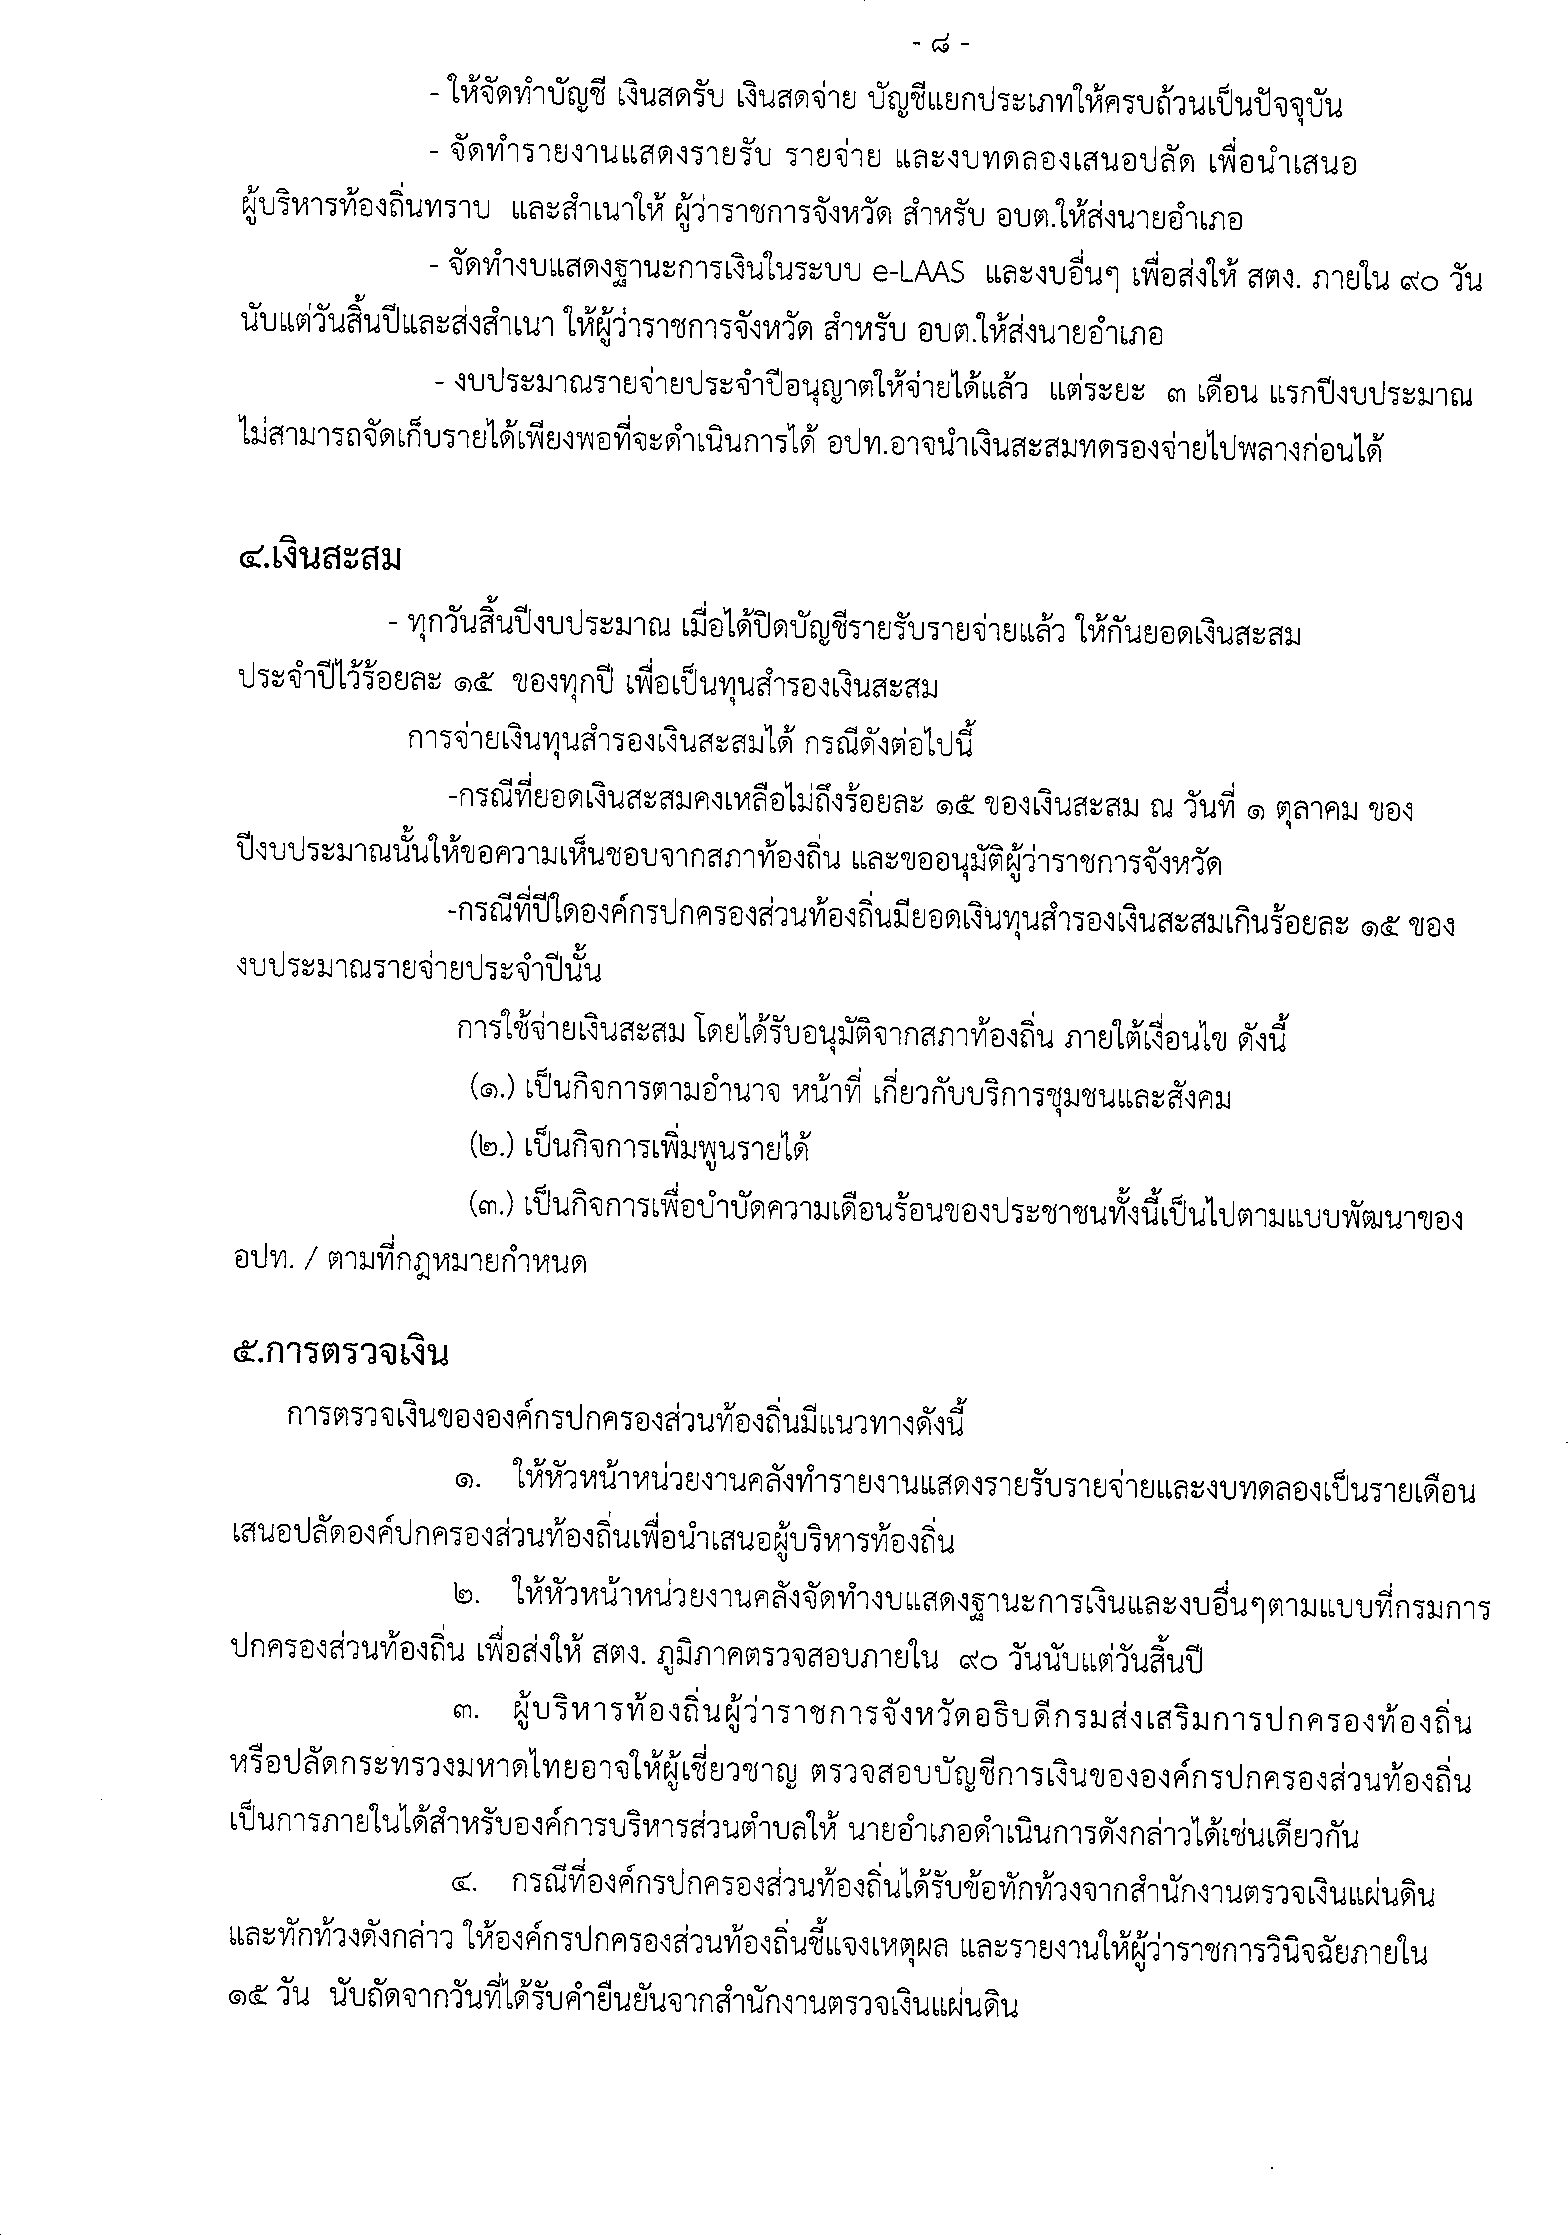 - ๘ -
- ให้จัดทำบัญชี เงินสดรับ เงินสดจ่าย บัญชีแยกประเภทให้ครบถ้วนเป็นปัจจุบัน
- จัดทำรายงานแสดงรายรับ รายจ่าย และงบทดลองเสนอปลัด เพื่อนำเสนอ
ผู้บริหารท้องถิ่นทราบ และสำเนาให้ ผู้ว่าราชการจังหวัด สำหรับ อบต.ให้ส่งนายอำเภอ
- จัดทำงบแสดงฐานะการเงินในระบบ e-LAAS และงบอื่นๆ เพื่อส่งให้ สตง. ภายใน ๙๐ วัน
นับแต่วันสิ้นปีและส่งสำเนา ให้ผู้ว่าราชการจังหวัด สำหรับ อบต.ให้ส่งนายอำเภอ
- งบประมาณรายจ่ายประจำปีอนุญาตให้จ่ายได้แล้ว แต่ระยะ ๓ เดือน แรกปีงบประมาณ
ไม่สามารถจัดเก็บรายได้เพียงพอที่จะดำเนินการได้ อปท.อาจนำเงินสะสมทดรองจ่ายไปพลางก่อนได้
๔.เงินสะสม
- ทุกวันสิ้นปีงบประมาณ เมื่อได้ปิดบัญชีรายรับรายจ่ายแล้ว ให้กันยอดเงินสะสม
ประจำปีไว้ร้อยละ ๑๕ ของทุกปี เพื่อเป็นทุนสำรองเงินสะสม
การจ่ายเงินทุนสำรองเงินสะสมได้ กรณีดังต่อไปนี้
-กรณีที่ยอดเงินสะสมคงเหลือไม่ถึงร้อยละ ๑๕ ของเงินสะสม ณ วันที่ ๑ ตุลาคม ของ
ปีงบประมาณนั้นให้ขอความเห็นชอบจากสภาท้องถิ่น และขออนุมัติผู้ว่าราชการจังหวัด
-กรณีที่ปีใดองค์กรปกครองส่วนท้องถิ่นมียอดเงินทุนสำรองเงินสะสมเกินร้อยละ ๑๕ ของ
งบประมาณรายจ่ายประจำปีนั้น
การใช้จ่ายเงินสะสม โดยได้รับอนุมัติจากสภาท้องถิ่น ภายใต้เงื่อนไข ดังนี้
(๑.) เป็นกิจการตามอำนาจ หน้าที่ เกี่ยวกับบริการชุมชนและสังคม
(๒.) เป็นกิจการเพิ่มพูนรายได้
(๓.) เป็นกิจการเพื่อบำบัดความเดือนร้อนของประชาชนทั้งนี้เป็นไปตามแบบพัฒนาของ
อปท. / ตามที่กฎหมายกำหนด
๕.การตรวจเงิน
การตรวจเงินขององค์กรปกครองส่วนท้องถิ่นมีแนวทางดังนี้
๑. ให้หัวหน้าหน่วยงานคลังทำรายงานแสดงรายรับรายจ่ายและงบทดลองเป็นรายเดือน
เสนอปลัดองค์ปกครองส่วนท้องถิ่นเพื่อนำเสนอผู้บริหารท้องถิ่น
๒. ให้หัวหน้าหน่วยงานคลังจัดทำงบแสดงฐานะการเงินและงบอื่นๆตามแบบที่กรมการ
ปกครองส่วนท้องถิ่น เพื่อส่งให้ สตง. ภูมิภาคตรวจสอบภายใน ๙๐ วันนับแต่วันสิ้นปี
๓. ผู้บริหารท้องถิ่นผู้ว่าราชการจังหวัดอธิบดีกรมส่งเสริมการปกครองท้องถิ่น
หรือปลัดกระทรวงมหาดไทยอาจให้ผู้เชี่ยวชาญ ตรวจสอบบัญชีการเงินขององค์กรปกครองส่วนท้องถิ่น
เป็นการภายในได้สำหรับองค์การบริหารส่วนตำบลให้ นายอำเภอดำเนินการดังกล่าวได้เช่นเดียวกัน
๔. กรณีที่องค์กรปกครองส่วนท้องถิ่นได้รับข้อทักท้วงจากสำนักงานตรวจเงินแผ่นดิน
และทักท้วงดังกล่าว ให้องค์กรปกครองส่วนท้องถิ่นชี้แจงเหตุผล และรายงานให้ผู้ว่าราชการวินิจฉัยภายใน
๑๕ วัน นับถัดจากวันที่ได้รับคำยืนยันจากสำนักงานตรวจเงินแผ่นดิน